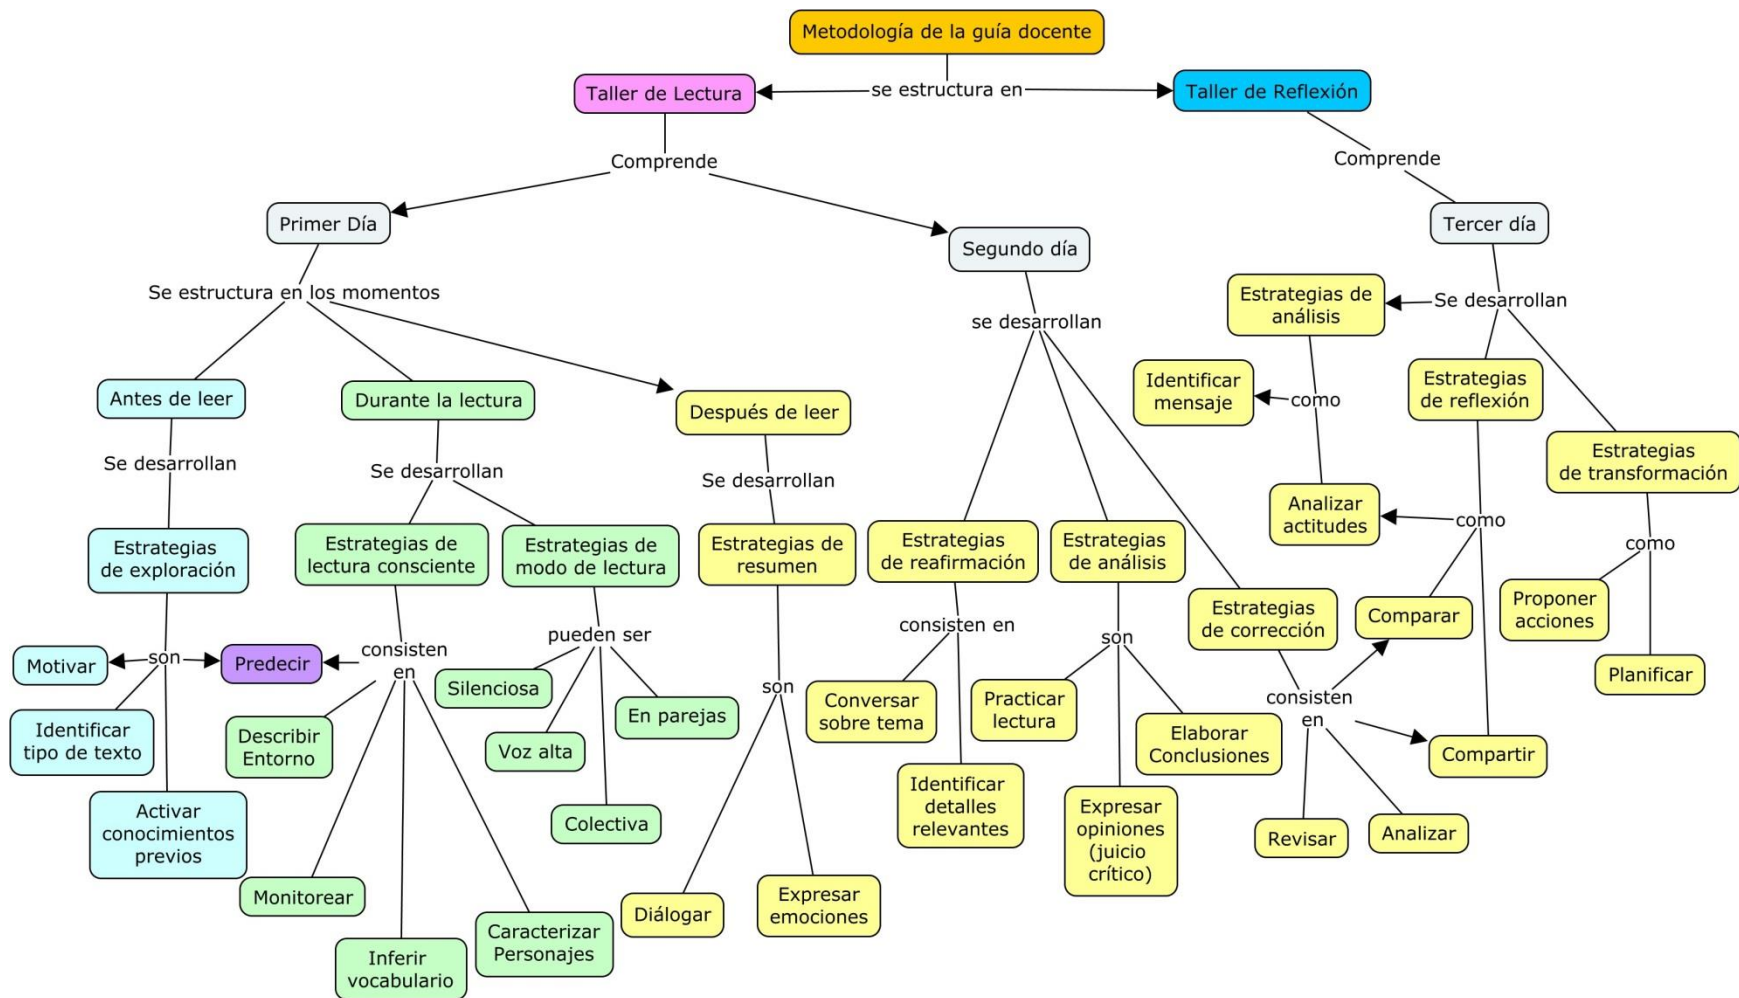 Metodología de la guía docente
Taller de Lectura
se estructura en
Taller de Reflexión
Comprende
Comprende
Primer Día
Segundo día
Tercer día
Se estructura en los momentos
se desarrollan
Estrategias de
análisis
Se desarrollan
Antes de leer
Durante la lectura
Después de leer
Identificar
mensaje
como
Estrategias
de reflexión
Estrategias
de transformación
Se desarrollan
Se desarrollan
Se desarrollan
Analizar
actitudes
como
como
Estrategias
de exploración
Estrategias de
lectura consciente
Estrategias de
modo de lectura
Estrategias de
resumen
Estrategias
de reafirmación
Estrategias
de análisis
Estrategias
de corrección
Comparar
Proponer
acciones
Planificar
Motivar
son
Predecir
consisten
en
pueden ser
Silenciosa
En parejas
son
consisten en
son
consisten
en
Identificar
tipo de texto
Describir
Entorno
Voz alta
Conversar
sobre tema
Practicar
lectura
Elaborar
Conclusiones
Compartir
Activar
conocimientos
previos
Colectiva
Identificar
detalles
relevantes
Expresar
opiniones
(juicio
crítico)
Revisar
Analizar
Monitorear
Inferir
vocabulario
Caracterizar
Personajes
Diálogar
Expresar
emociones